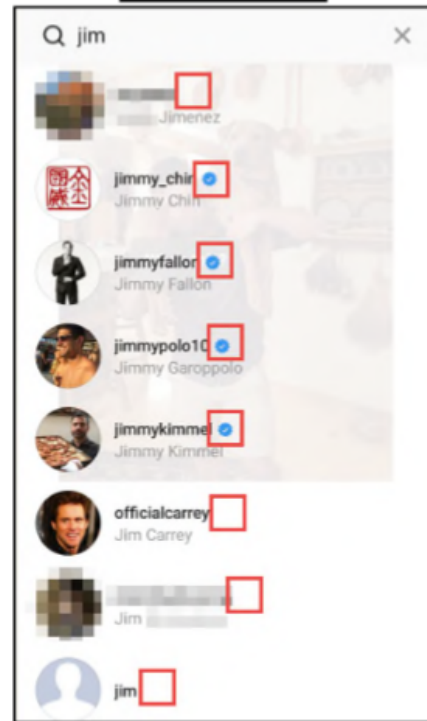 jim
Jimenez
jimmy_chin
Jimmy Chin
jimmyfallon
Jimmy Fallon
jimmypolo10
Jimmy Garoppolo
jimmykimmel
Jimmy Kimmel
officialcarrey
Jim Carrey
Jim
jim